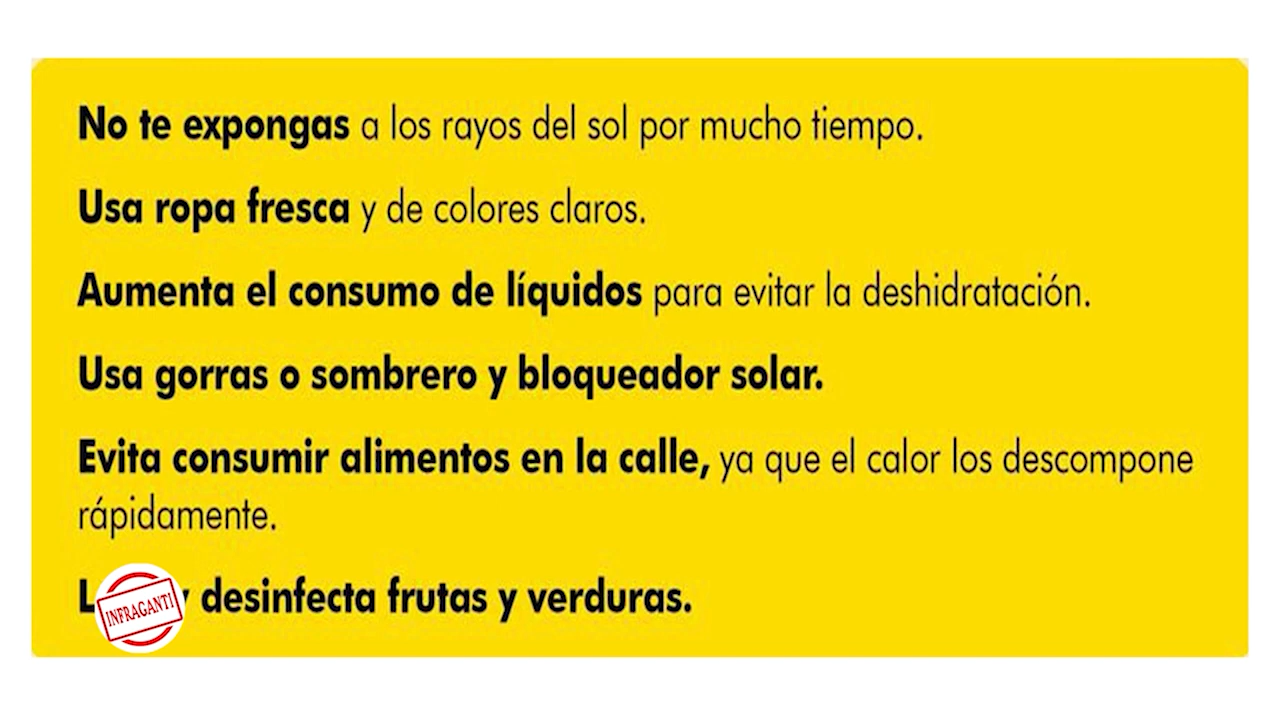 No te expongas a los rayos del sol por mucho tiempo.
Usa ropa fresca y de colores claros.
Aumenta el consumo de líquidos para evitar la deshidratación.
Usa gorras o sombrero y bloqueador solar.
Evita consumir alimentos en la calle, ya que el calor los descompone
rápidamente.
y desinfecta frutas y verduras.
INFRAGANTI